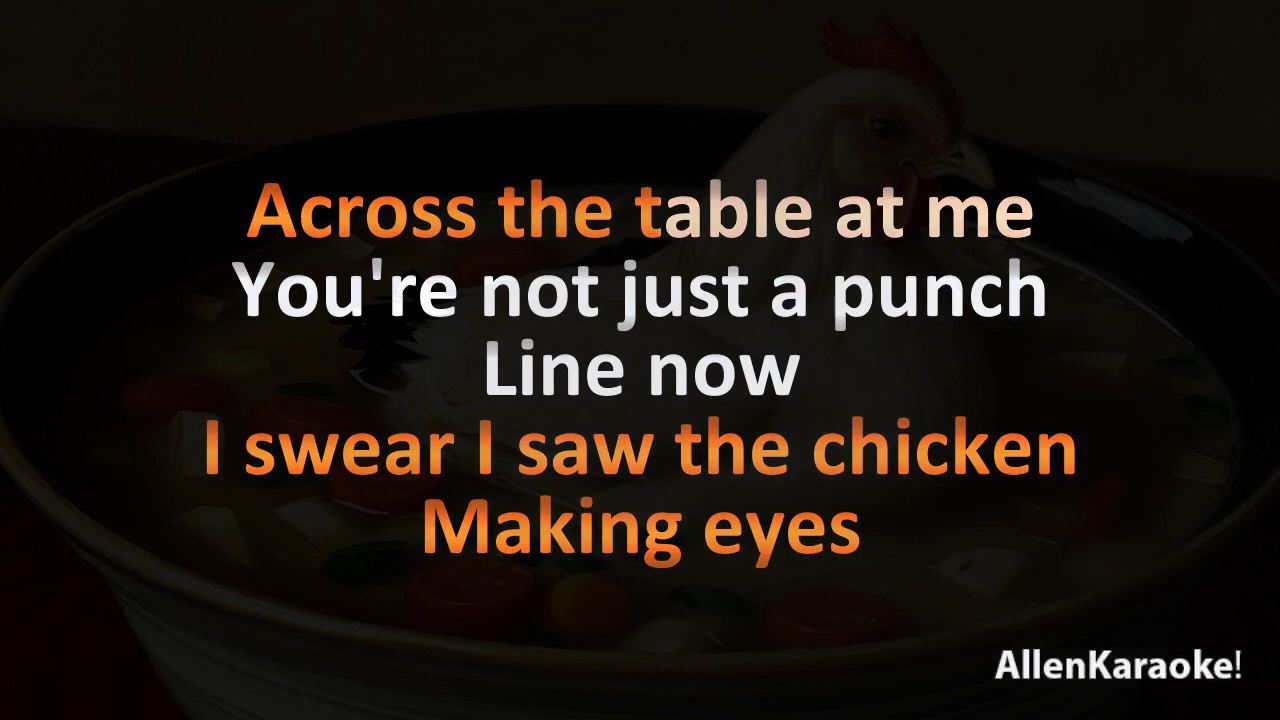 Across the table at me
You're not just a punch
Line now
I swear I saw the chicken
Making eyes
AllenKaraoke!